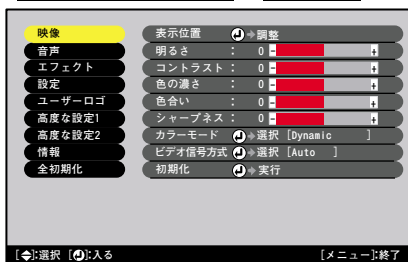 映像
音声
エフェクト
設定
ユーザーロゴ
高度な設定1
高度な設定2
情報
全初期化
表示位置 調整
明るさ : 0 - +
コントラスト : 0 - +
色の濃さ : 0 - +
色合い : 0 - +
シャープネス : 0 - +
カラーモード 選択 [Dynamic ]
ビデオ信号方式 選択 [Auto ]
初期化 実行
[ ]:選択 [ ]:入る [メニュー]:終了